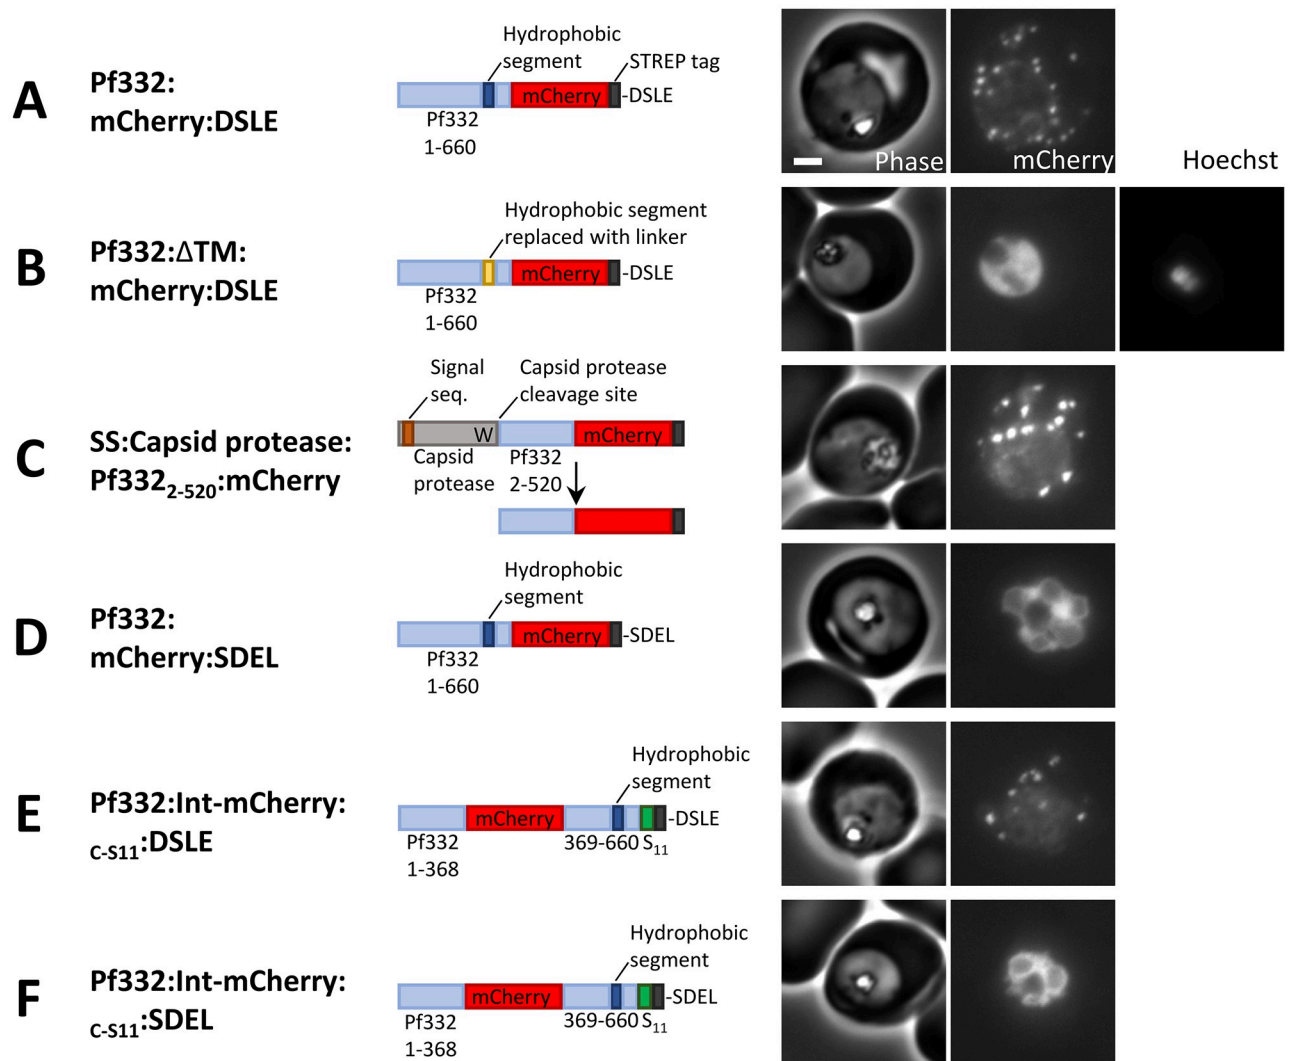 A
Pf332:
mCherry:DSLE
Hydrophobic
segment
STREP tag
mCherry
-DSLE
Pf332
1-660
Phase
mCherry
Hoechst
B
Pf332:ΔTM:
mCherry:DSLE
Hydrophobic segment
replaced with linker
mCherry
-DSLE
Pf332
1-660
C
SS:Capsid protease:
Pf332₂₋₅₂₀:mCherry
Signal
seq.
Capsid protease
cleavage site
W
mCherry
Capsid
protease
Pf332
2-520
D
Pf332:
mCherry:SDEL
Hydrophobic
segment
mCherry
-SDEL
Pf332
1-660
E
Pf332:Int-mCherry:
C-S11:DSLE
Hydrophobic
segment
mCherry
-DSLE
Pf332
1-368
369-660 S₁₁
F
Pf332:Int-mCherry:
C-S11:SDEL
Hydrophobic
segment
mCherry
-SDEL
Pf332
1-368
369-660 S₁₁